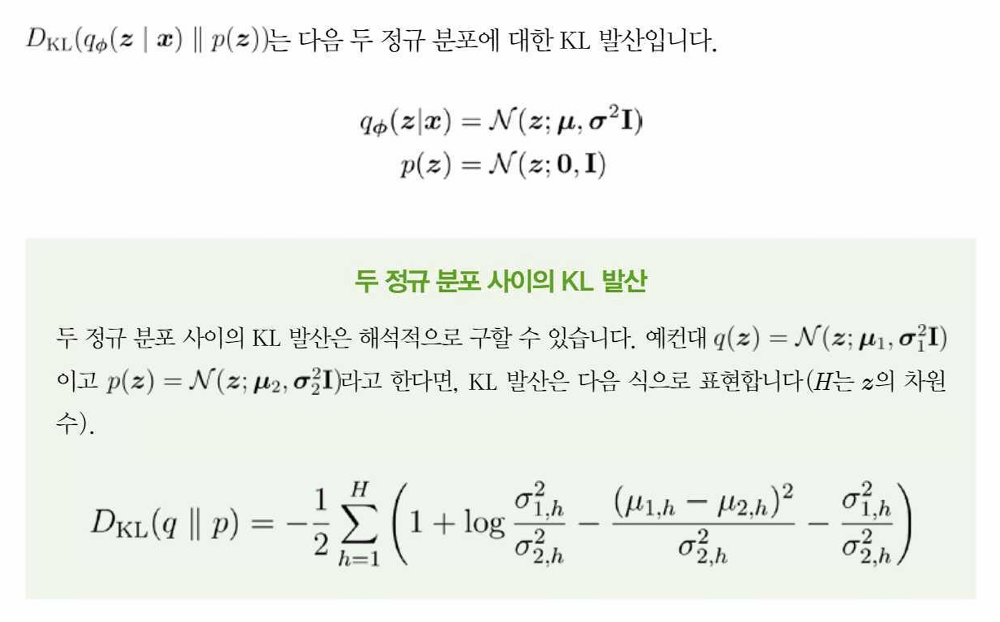 $D_{\mathrm{KL}}(q_{\boldsymbol{\phi}}(\boldsymbol{z} \mid \boldsymbol{x}) \parallel p(\boldsymbol{z}))$는 다음 두 정규 분포에 대한 KL 발산입니다.
$q_{\boldsymbol{\phi}}(\boldsymbol{z}|\boldsymbol{x}) = \mathcal{N}(\boldsymbol{z}; \boldsymbol{\mu}, \boldsymbol{\sigma}^2\mathbf{I})$
$p(\boldsymbol{z}) = \mathcal{N}(\boldsymbol{z}; \mathbf{0}, \mathbf{I})$
두 정규 분포 사이의 KL 발산
두 정규 분포 사이의 KL 발산은 해석적으로 구할 수 있습니다. 예컨대 $q(\boldsymbol{z}) = \mathcal{N}(\boldsymbol{z}; \boldsymbol{\mu}_1, \boldsymbol{\sigma}_1^2\mathbf{I})$
이고 $p(\boldsymbol{z}) = \mathcal{N}(\boldsymbol{z}; \boldsymbol{\mu}_2, \boldsymbol{\sigma}_2^2\mathbf{I})$라고 한다면, KL 발산은 다음 식으로 표현합니다($H$는 $\boldsymbol{z}$의 차원
수).
$D_{\mathrm{KL}}(q \parallel p) = -\frac{1}{2} \sum_{h=1}^{H} \left( 1 + \log \frac{\sigma_{1,h}^2}{\sigma_{2,h}^2} - \frac{(\mu_{1,h} - \mu_{2,h})^2}{\sigma_{2,h}^2} - \frac{\sigma_{1,h}^2}{\sigma_{2,h}^2} \right)$